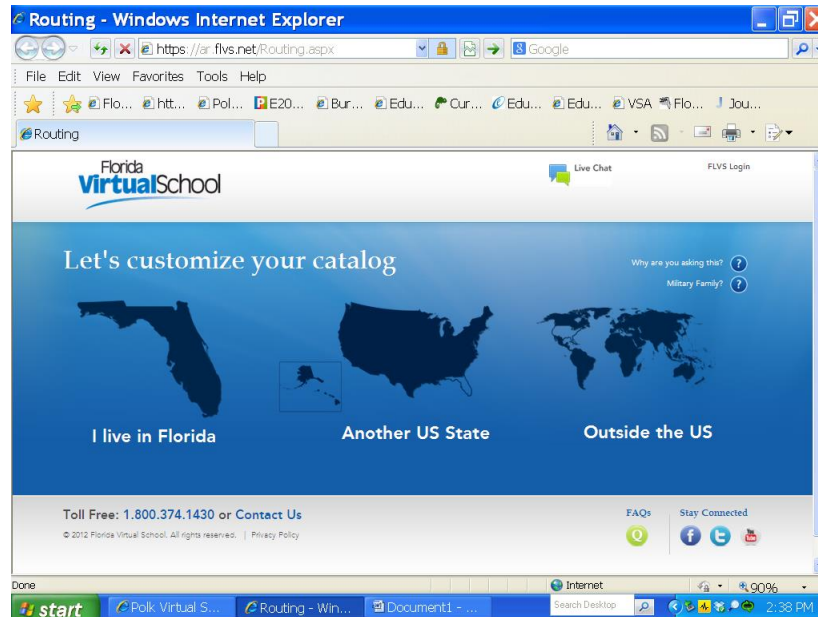 Routing - Windows Internet Explorer
https://ar.flvs.net/Routing.aspx
Google
File Edit View Favorites Tools Help
Flo... htt... Pol... E20... Bur... Edu... Cur... Edu... Edu... VSA Flo... Jou...
Routing
Florida
VirtualSchool
Live Chat
FLVS Login
Let's customize your catalog
Why are you asking this? ?
Military Family? ?
I live in Florida
Another US State
Outside the US
Toll Free: 1.800.374.1430 or Contact Us
© 2012 Florida Virtual School. All rights reserved. | Privacy Policy
FAQs
Stay Connected
Done
Internet
90%
start
Polk Virtual S...
Routing - Win...
Document1 - ...
Search Desktop
2:38 PM